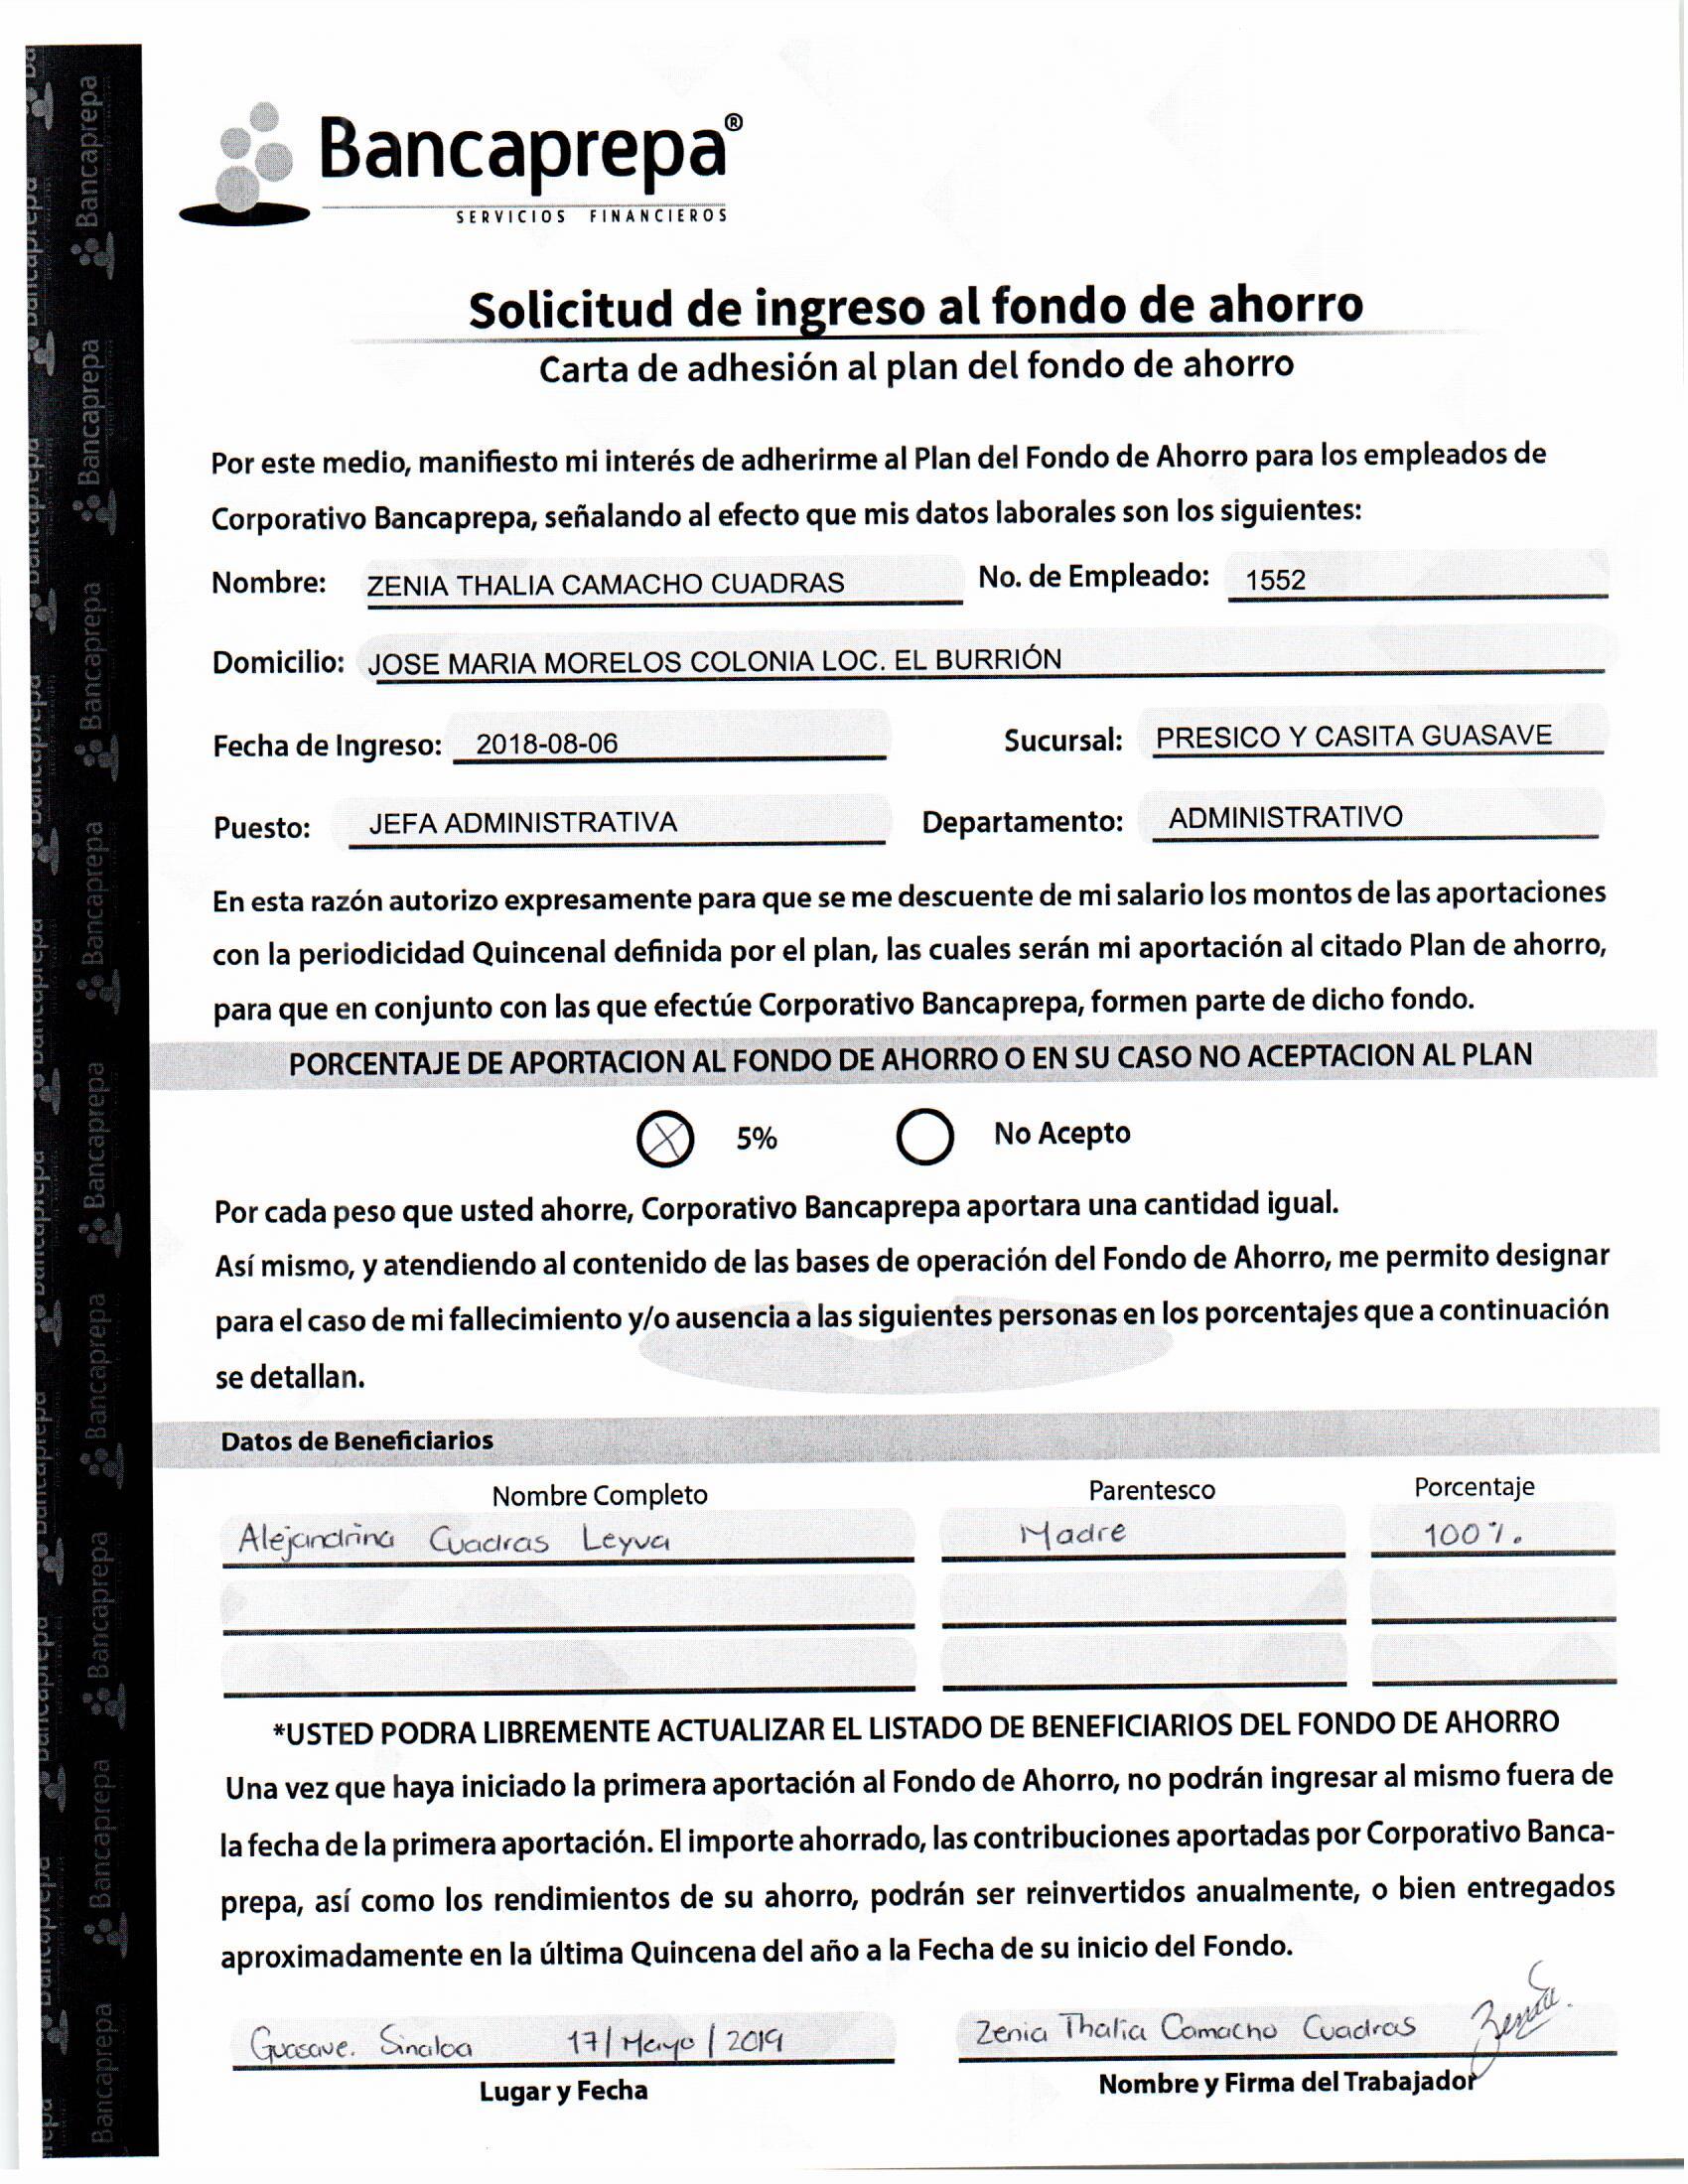 Bancaprepa®
SERVICIOS FINANCIEROS
Solicitud de ingreso al fondo de ahorro
Carta de adhesión al plan del fondo de ahorro
Por este medio, manifiesto mi interés de adherirme al Plan del Fondo de Ahorro para los empleados de
Corporativo Bancaprepa, señalando al efecto que mis datos laborales son los siguientes:
Nombre: ZENIA THALIA CAMACHO CUADRAS No. de Empleado: 1552
Domicilio: JOSE MARIA MORELOS COLONIA LOC. EL BURRIÓN
Fecha de Ingreso: 2018-08-06 Sucursal: PRESICO Y CASITA GUASAVE
Puesto: JEFA ADMINISTRATIVA Departamento: ADMINISTRATIVO
En esta razón autorizo expresamente para que se me descuente de mi salario los montos de las aportaciones
con la periodicidad Quincenal definida por el plan, las cuales serán mi aportación al citado Plan de ahorro,
para que en conjunto con las que efectúe Corporativo Bancaprepa, formen parte de dicho fondo.
PORCENTAJE DE APORTACION AL FONDO DE AHORRO O EN SU CASO NO ACEPTACION AL PLAN
5% No Acepto
Por cada peso que usted ahorre, Corporativo Bancaprepa aportara una cantidad igual.
Así mismo, y atendiendo al contenido de las bases de operación del Fondo de Ahorro, me permito designar
para el caso de mi fallecimiento y/o ausencia a las siguientes personas en los porcentajes que a continuación
se detallan.
Datos de Beneficiarios
Nombre Completo Parentesco Porcentaje
Alejandrina Cuadras Leyva Madre 100%
*USTED PODRA LIBREMENTE ACTUALIZAR EL LISTADO DE BENEFICIARIOS DEL FONDO DE AHORRO
Una vez que haya iniciado la primera aportación al Fondo de Ahorro, no podrán ingresar al mismo fuera de
la fecha de la primera aportación. El importe ahorrado, las contribuciones aportadas por Corporativo Banca-
prepa, así como los rendimientos de su ahorro, podrán ser reinvertidos anualmente, o bien entregados
aproximadamente en la última Quincena del año a la Fecha de su inicio del Fondo.
Guasave. Sinaloa 17/Mayo/2019 Zenia Thalia Camacho Cuadras Zenia.
Lugar y Fecha Nombre y Firma del Trabajador